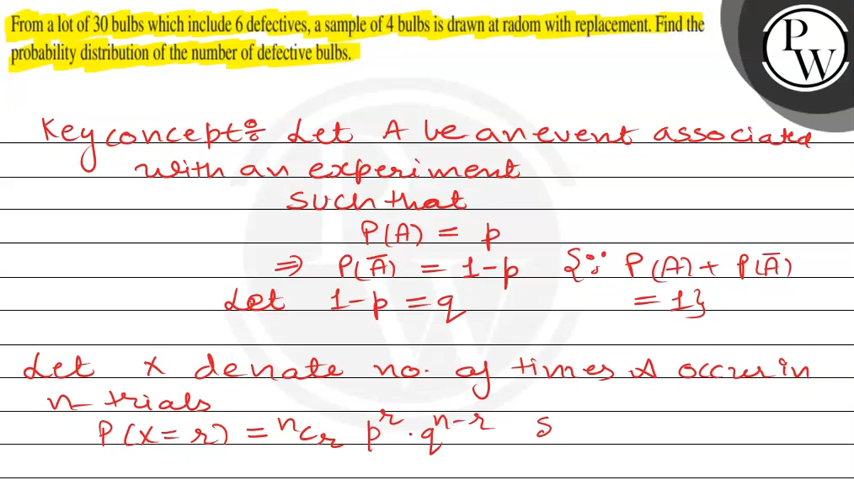 From a lot of 30 bulbs which include 6 defectives, a sample of 4 bulbs is drawn at radom with replacement. Find the
probability distribution of the number of defective bulbs.
P
W
Key concept:- Let A be an event associated
with an experiment
such that
P(A) = p
⇒ P(Ā) = 1-p {∵ P(A) + P(Ā)
Let 1-p = q = 1}
Let x denate no. of times A occur in
n trials
P(x=r) = ⁿCᵣ pʳ · qⁿ⁻ʳ s